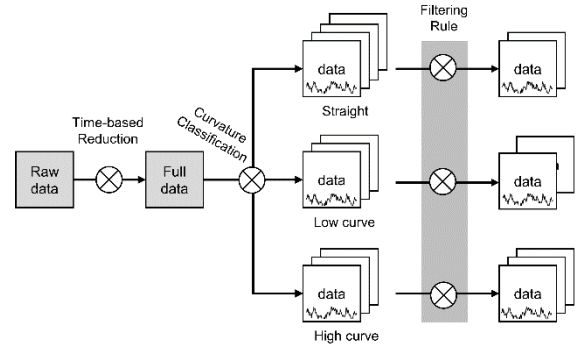 Filtering
Rule
data
data
Straight
Time-based
Reduction
Curvature
Classification
Raw
data
Full
data
data
data
Low curve
data
data
High curve